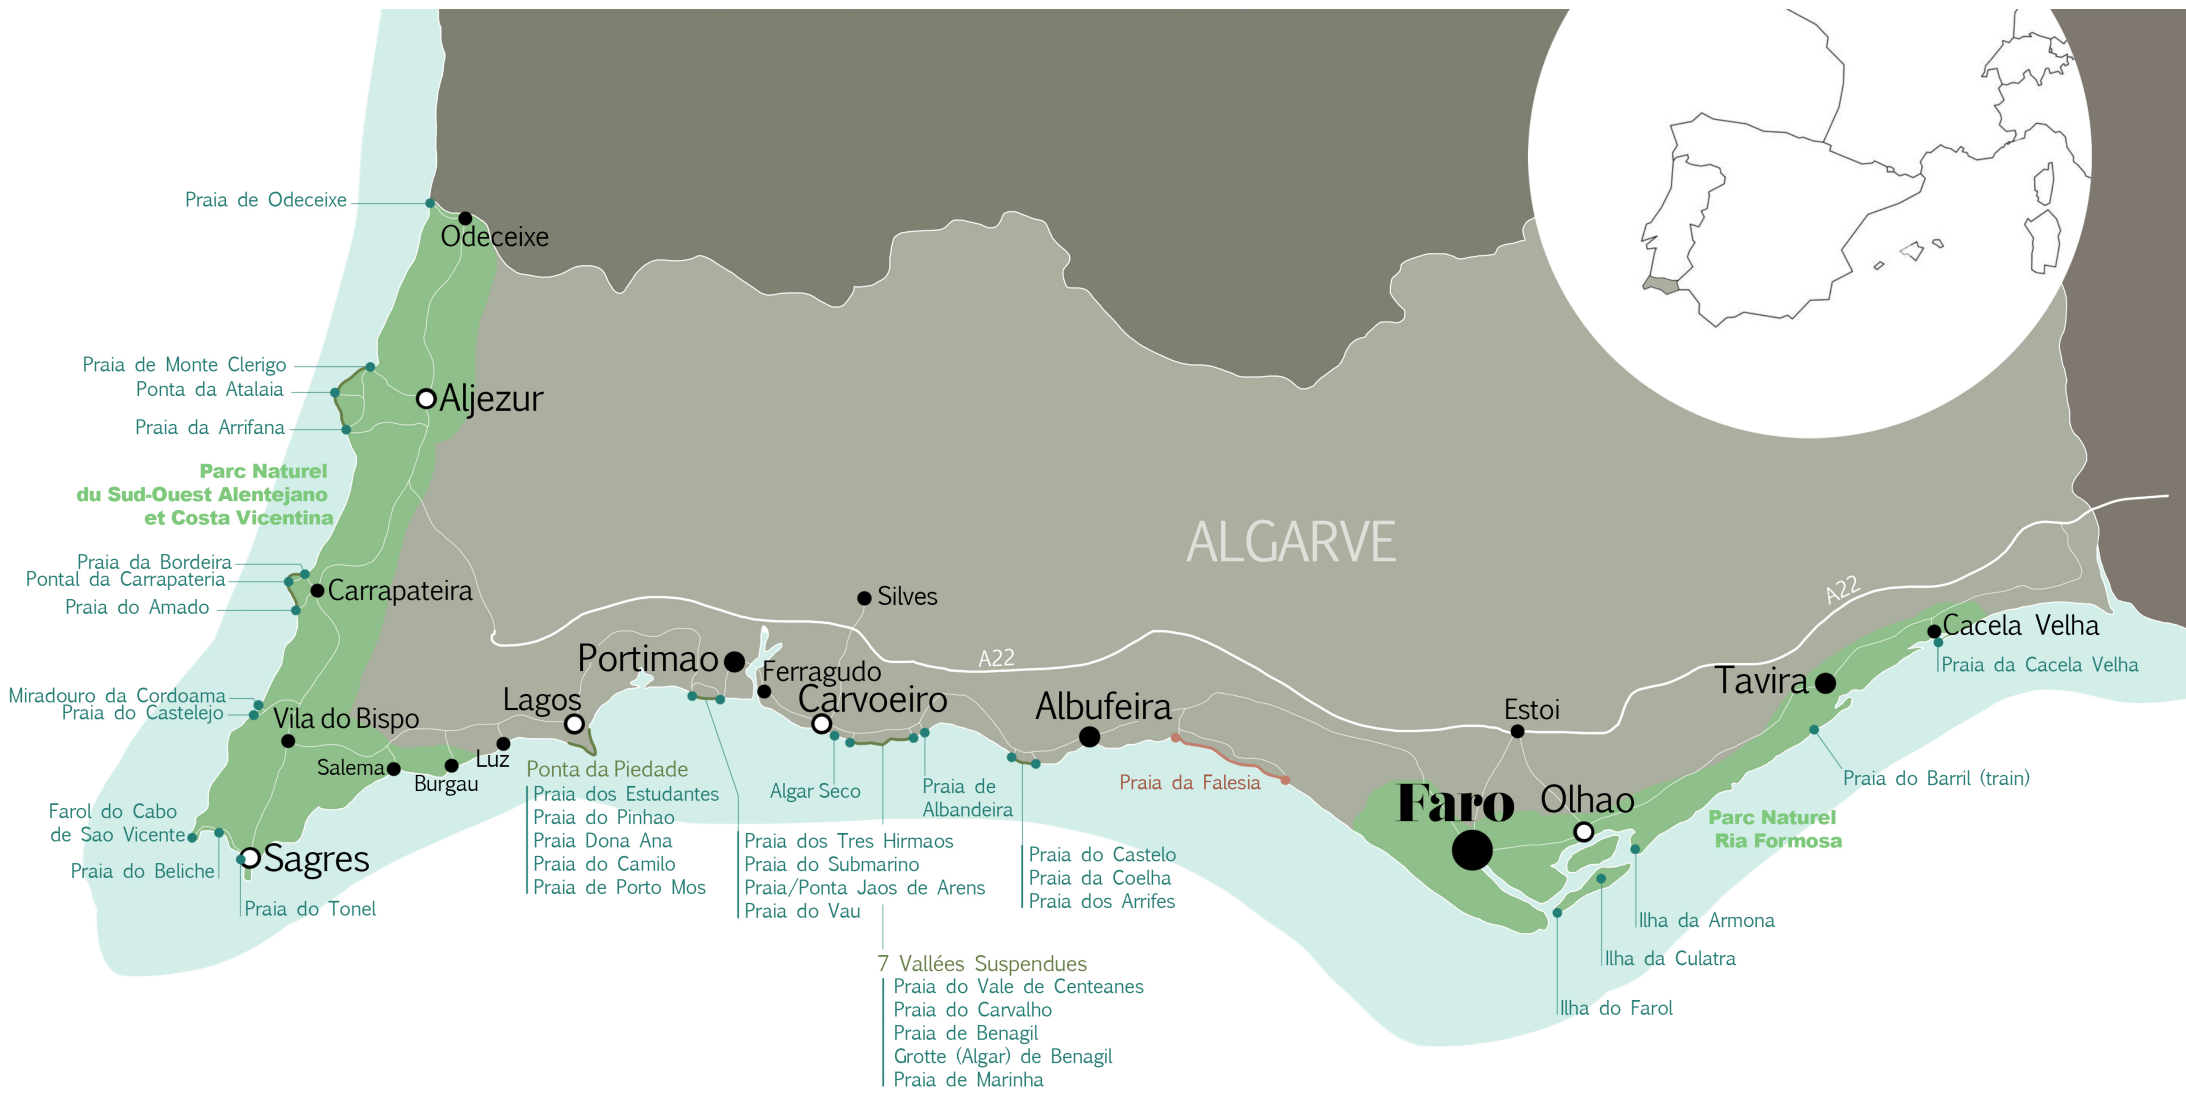 Praia de Odeceixe
Odeceixe
Praia de Monte Clerigo
Ponta da Atalaia
Aljezur
Praia da Arrifana
Parc Naturel
du Sud-Ouest Alentejano
et Costa Vicentina
ALGARVE
Praia da Bordeira
Pontal da Carrapateria
Carrapateira
Praia do Amado
Silves
A22
A22
Cacela Velha
Praia da Cacela Velha
Portimao
Ferragudo
Lagos
Carvoeiro
Albufeira
Estoi
Tavira
Miradouro da Cordoama
Praia do Castelejo
Vila do Bispo
Salema
Burgau
Luz
Ponta da Piedade
Praia dos Estudantes
Praia do Pinhao
Praia Dona Ana
Praia do Camilo
Praia de Porto Mos
Algar Seco
Praia de
Albandeira
Praia da Falesia
Praia do Barril (train)
Faro
Olhao
Parc Naturel
Ria Formosa
Farol do Cabo
de Sao Vicente
Praia do Beliche
Sagres
Praia do Tonel
Praia dos Tres Hirmaos
Praia do Submarino
Praia/Ponta Jaos de Arens
Praia do Vau
Praia do Castelo
Praia da Coelha
Praia dos Arrifes
Ilha da Armona
Ilha da Culatra
Ilha do Farol
7 Vallées Suspendues
Praia do Vale de Centeanes
Praia do Carvalho
Praia de Benagil
Grotte (Algar) de Benagil
Praia de Marinha